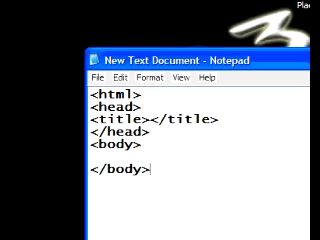 Pla
New Text Document - Notepad
File Edit Format View Help
<html>
<head>
<title></title>
</head>
<body>
</body>